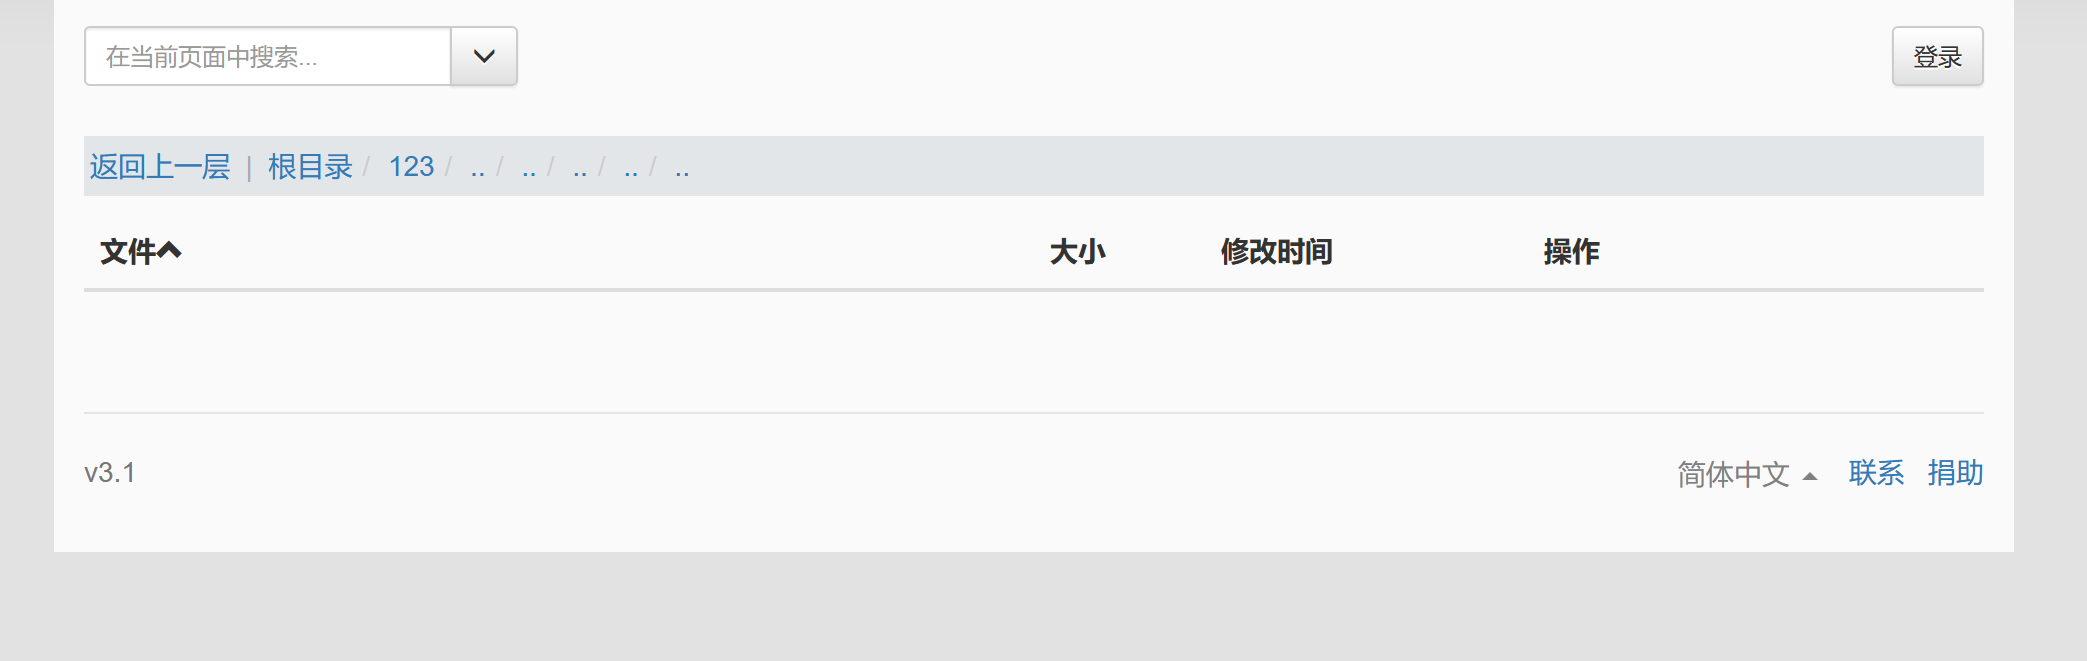 在当前页面中搜索... 登录
返回上一层 | 根目录 / 123 / .. / .. / .. / .. / ..
文件 大小 修改时间 操作
v3.1 简体中文 联系 捐助